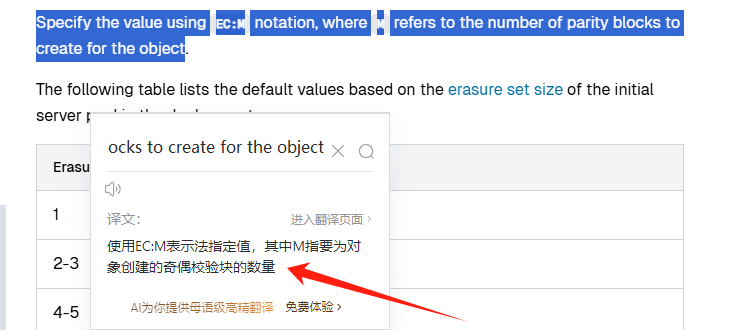 Specify the value using EC:M notation, where M refers to the number of parity blocks to
create for the object.
The following table lists the default values based on the erasure set size of the initial
server
Erasu
ocks to create for the object
1
译文：
进入翻译页面 ›
使用EC:M表示法指定值，其中M指要为对
象创建的奇偶校验块的数量
2-3
AI为你提供母语级高精翻译 免费体验 ›
4-5